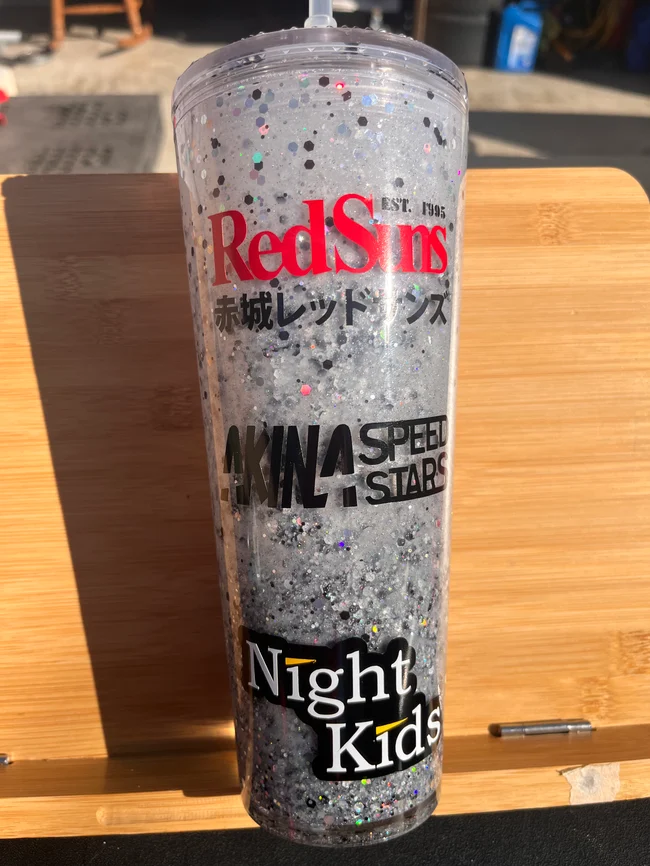 EST. 1995
RedSuns
赤城レッドサンズ
AKINA SPEED
STARS
Night
Kids